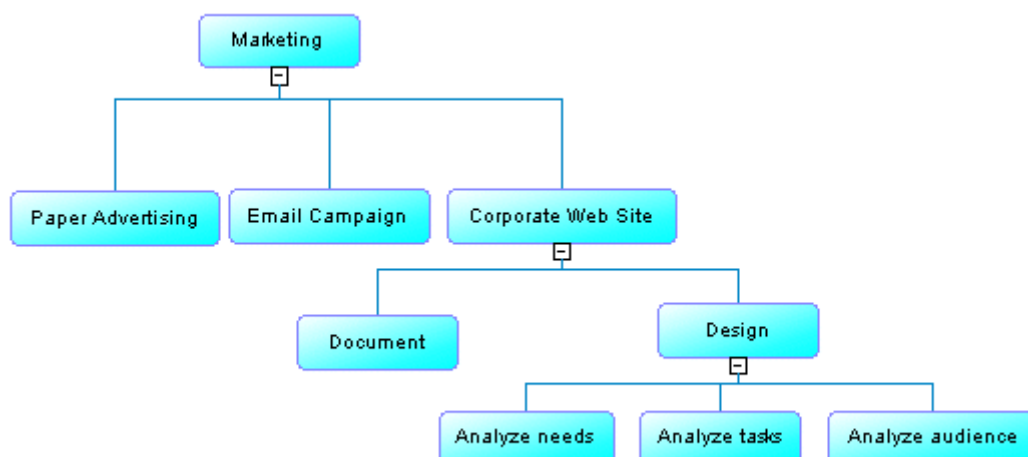 Marketing
Paper Advertising
Email Campaign
Corporate Web Site
Document
Design
Analyze needs
Analyze tasks
Analyze audience